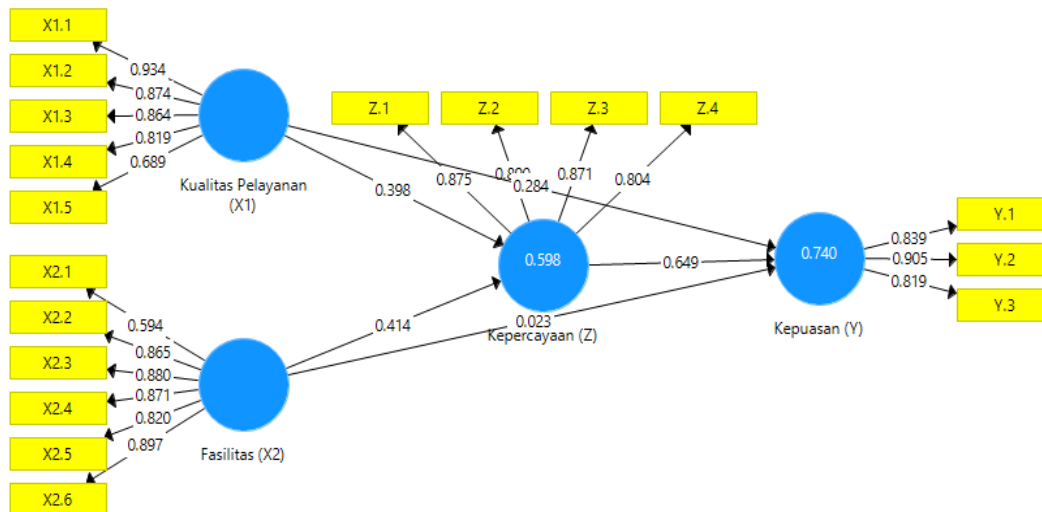 X1.1
X1.2
X1.3
X1.4
X1.5
0.934
0.874
0.864
0.819
0.689
Kualitas Pelayanan
(X1)
Z.1
Z.2
Z.3
Z.4
0.875
0.871
0.804
0.284
0.398
0.598
0.649
0.740
Kepercayaan (Z)
Kepuasan (Y)
0.839
0.905
0.819
Y.1
Y.2
Y.3
X2.1
X2.2
X2.3
X2.4
X2.5
X2.6
0.594
0.865
0.880
0.871
0.820
0.897
0.414
0.023
Fasilitas (X2)